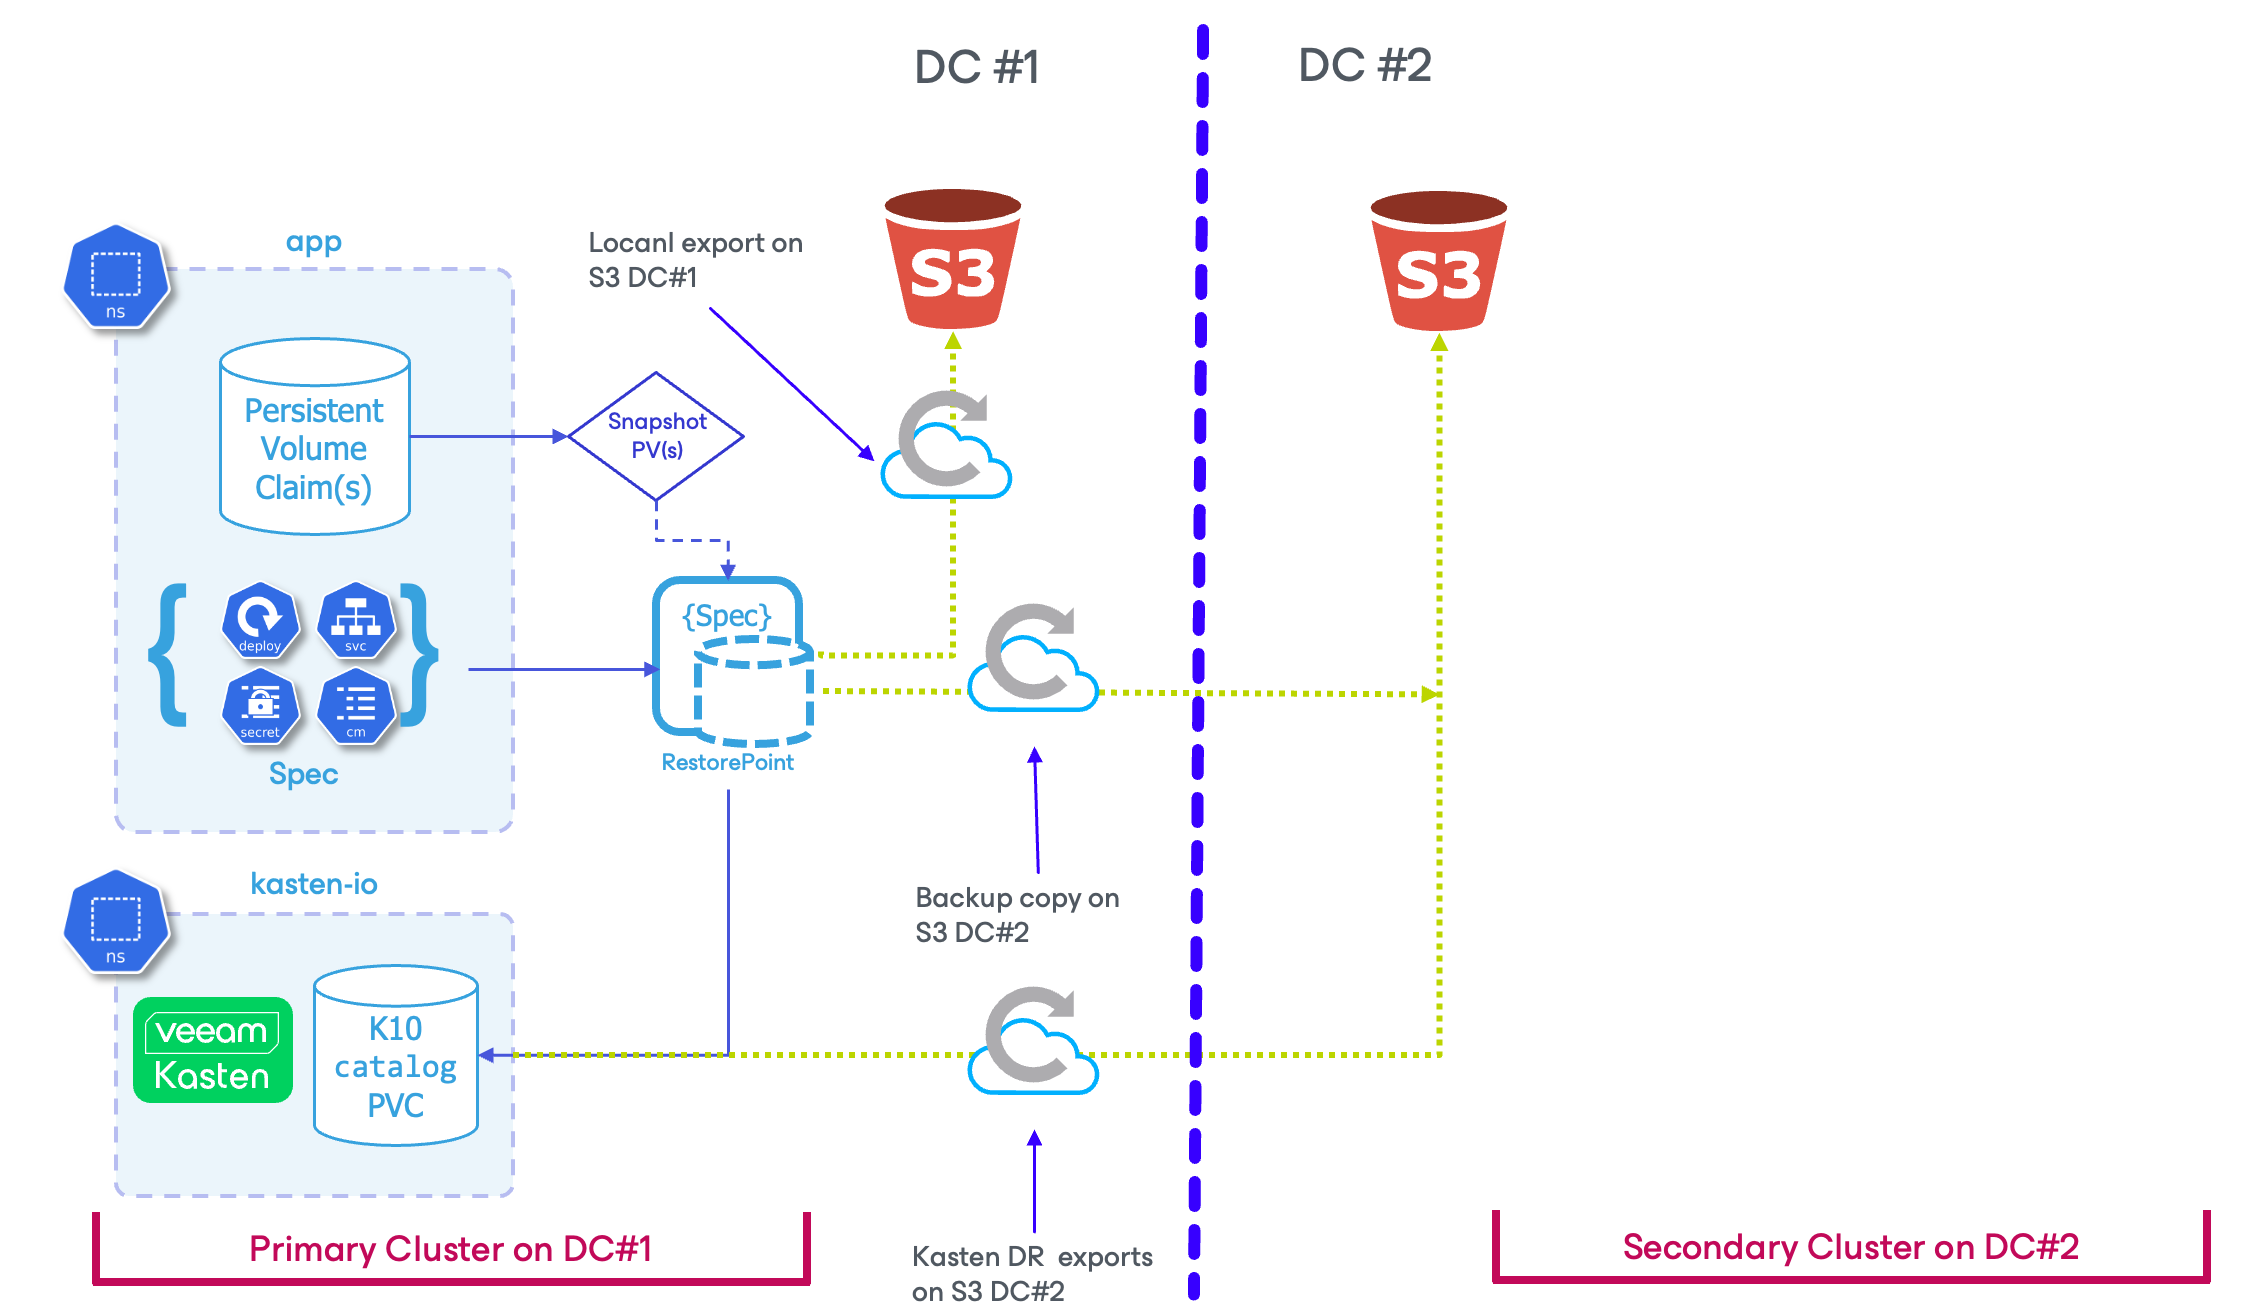 DC #1
DC #2
app
ns
Locanl export on
S3 DC#1
S3
S3
Persistent
Volume
Claim(s)
Snapshot
PV(s)
{
deploy
svc
secret
cm
}
Spec
{Spec}
RestorePoint
Backup copy on
S3 DC#2
kasten-io
ns
veeam
Kasten
K10
catalog
PVC
Primary Cluster on DC#1
Kasten DR  exports
on S3 DC#2
Secondary Cluster on DC#2